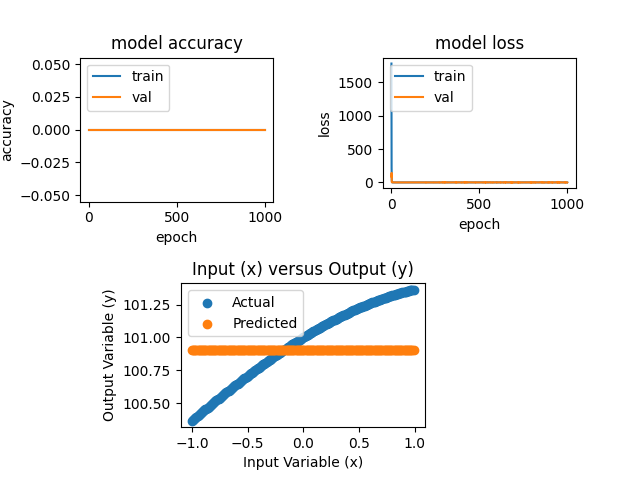 model accuracy
0.050
0.025
0.000
−0.025
−0.050
accuracy
train
val
0
500
1000
epoch
model loss
1500
1000
500
0
loss
train
val
0
500
1000
epoch
Input (x) versus Output (y)
101.25
101.00
100.75
100.50
Output Variable (y)
Actual
Predicted
−1.0
−0.5
0.0
0.5
1.0
Input Variable (x)